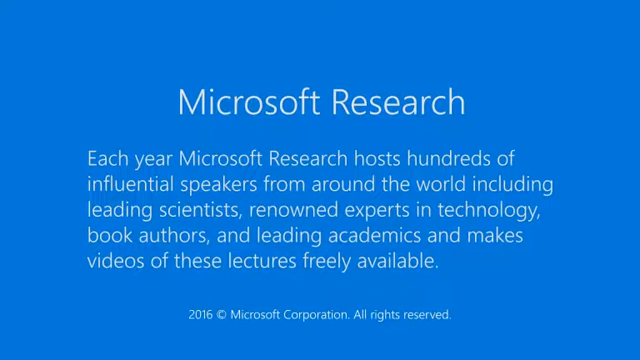 Microsoft Research
Each year Microsoft Research hosts hundreds of
influential speakers from around the world including
leading scientists, renowned experts in technology,
book authors, and leading academics and makes
videos of these lectures freely available.
2016 © Microsoft Corporation. All rights reserved.